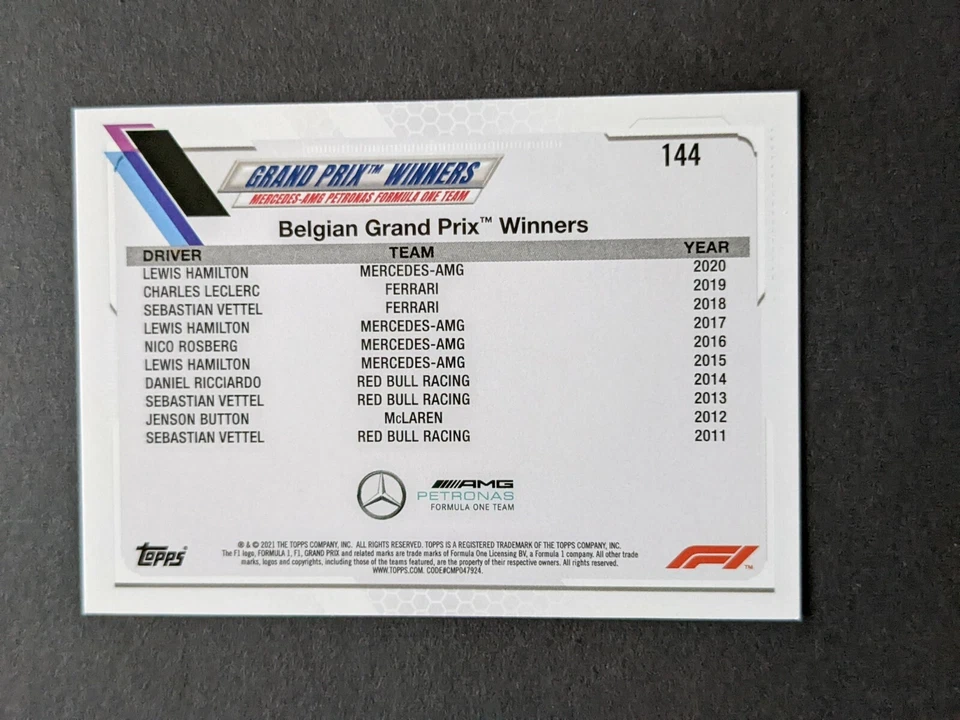 144
GRAND PRIX™ WINNERS
MERCEDES-AMG PETRONAS FORMULA ONE TEAM
Belgian Grand Prix™ Winners
DRIVER TEAM YEAR
LEWIS HAMILTON MERCEDES-AMG 2020
CHARLES LECLERC FERRARI 2019
SEBASTIAN VETTEL FERRARI 2018
LEWIS HAMILTON MERCEDES-AMG 2017
NICO ROSBERG MERCEDES-AMG 2016
LEWIS HAMILTON MERCEDES-AMG 2015
DANIEL RICCIARDO RED BULL RACING 2014
SEBASTIAN VETTEL RED BULL RACING 2013
JENSON BUTTON McLAREN 2012
SEBASTIAN VETTEL RED BULL RACING 2011
AMG
PETRONAS
FORMULA ONE TEAM
Topps®
® & © 2021 THE TOPPS COMPANY, INC. ALL RIGHTS RESERVED. TOPPS IS A REGISTERED TRADEMARK OF THE TOPPS COMPANY, INC.
The F1 logo, FORMULA 1, F1, GRAND PRIX and related marks are trade marks of Formula One Licensing BV, a Formula 1 company. All other trade
marks, logos and copyrights, including those of the teams featured, are the property of their respective owners. All rights reserved.
WWW.TOPPS.COM. CODE#CMP047924.
F1™